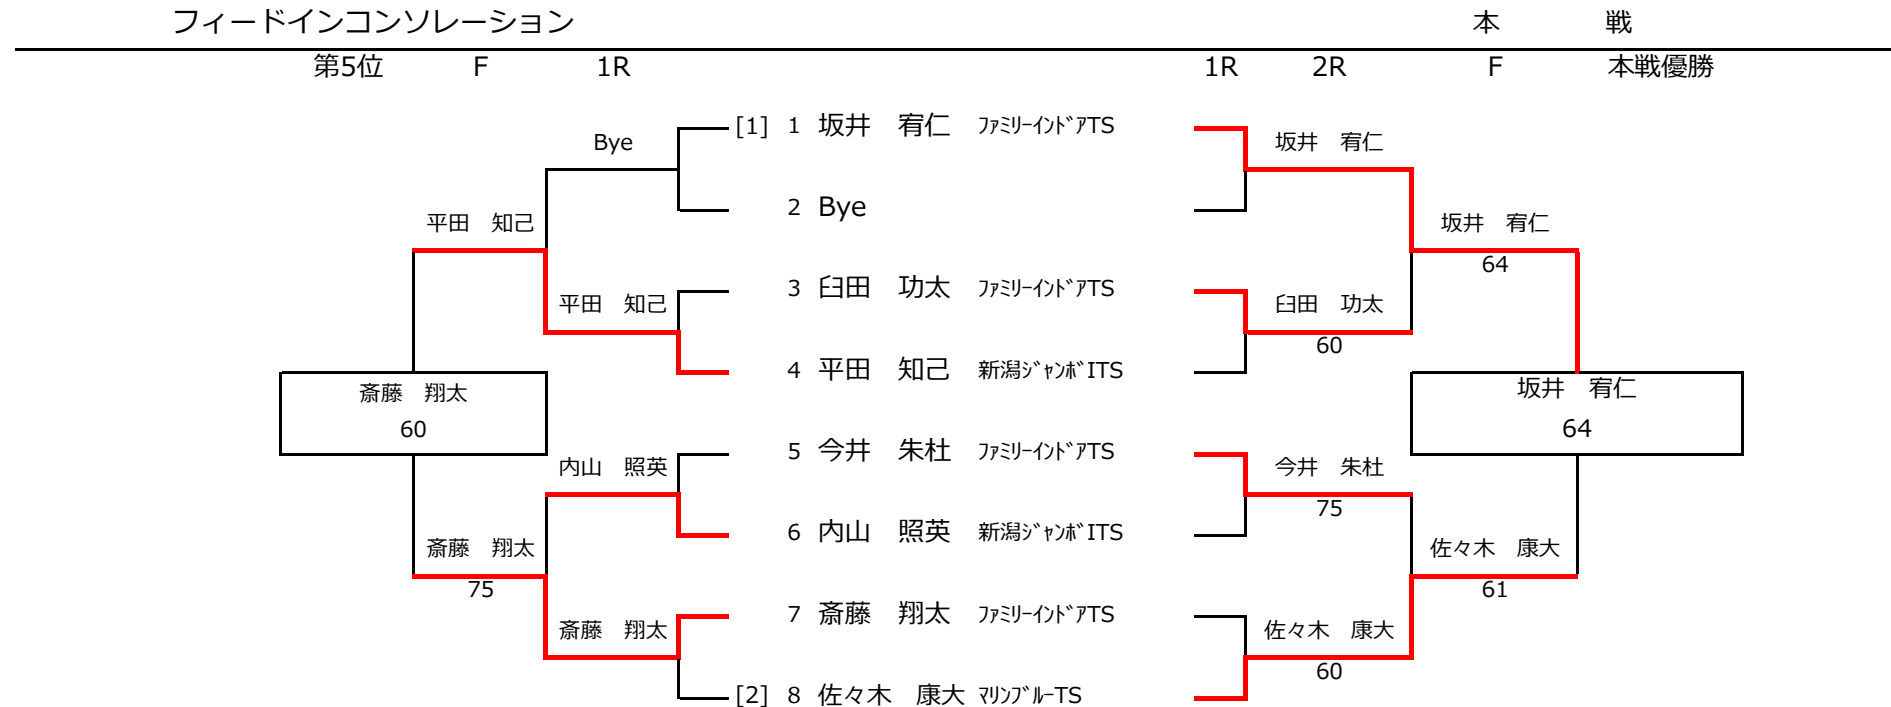 フィードインコンソレーション 本 戦
第5位 F 1R 1R 2R F 本戦優勝
[1] 1 坂井 宥仁 ﾌｧﾐﾘｰｲﾝﾄﾞｱTS
Bye 坂井 宥仁
2 Bye
平田 知己 坂井 宥仁
64
3 臼田 功太 ﾌｧﾐﾘｰｲﾝﾄﾞｱTS
平田 知己 臼田 功太
60
4 平田 知己 新潟ｼﾞｬﾝﾎﾞITS
斎藤 翔太 坂井 宥仁
60 64
5 今井 朱杜 ﾌｧﾐﾘｰｲﾝﾄﾞｱTS
内山 照英 今井 朱杜
75
6 内山 照英 新潟ｼﾞｬﾝﾎﾞITS
斎藤 翔太 佐々木 康大
75 61
7 斎藤 翔太 ﾌｧﾐﾘｰｲﾝﾄﾞｱTS
斎藤 翔太 佐々木 康大
60
[2] 8 佐々木 康大 ﾏﾘﾝﾌﾞﾙｰTS